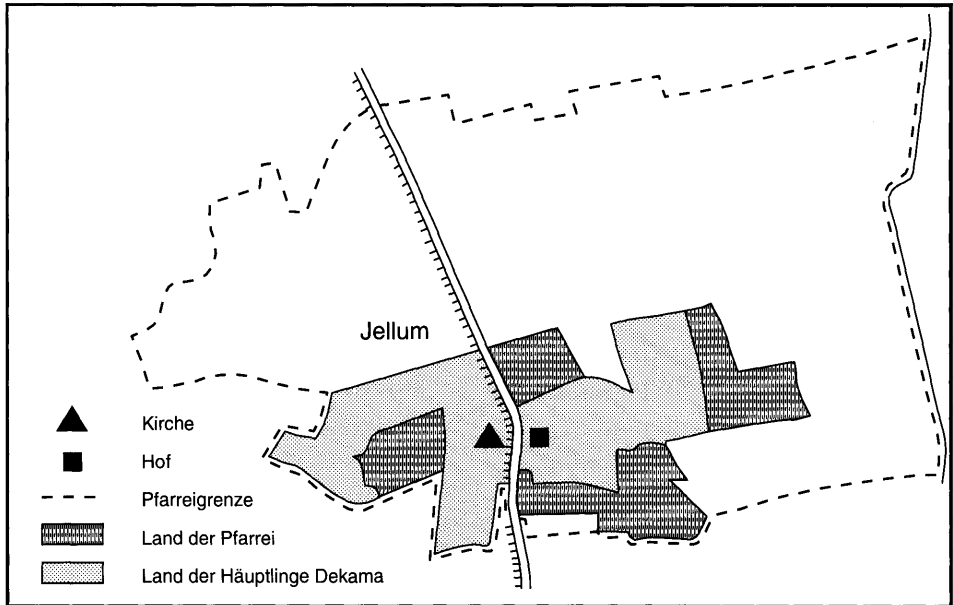 Jellum
Kirche
Hof
Pfarreigrenze
Land der Pfarrei
Land der Häuptlinge Dekama